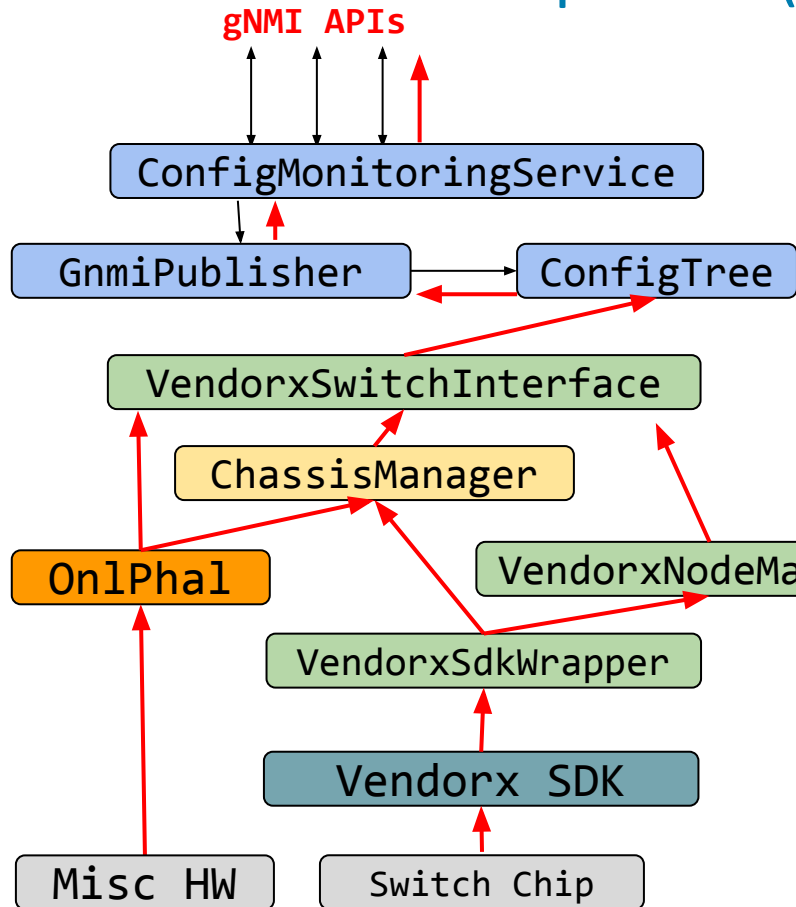 gNMI APIs
ConfigMonitoringService
GnmiPublisher
ConfigTree
VendorxSwitchInterface
ChassisManager
OnlPhal
VendorxNodeMa
VendorxSdkWrapper
Vendorx SDK
Misc HW
Switch Chip